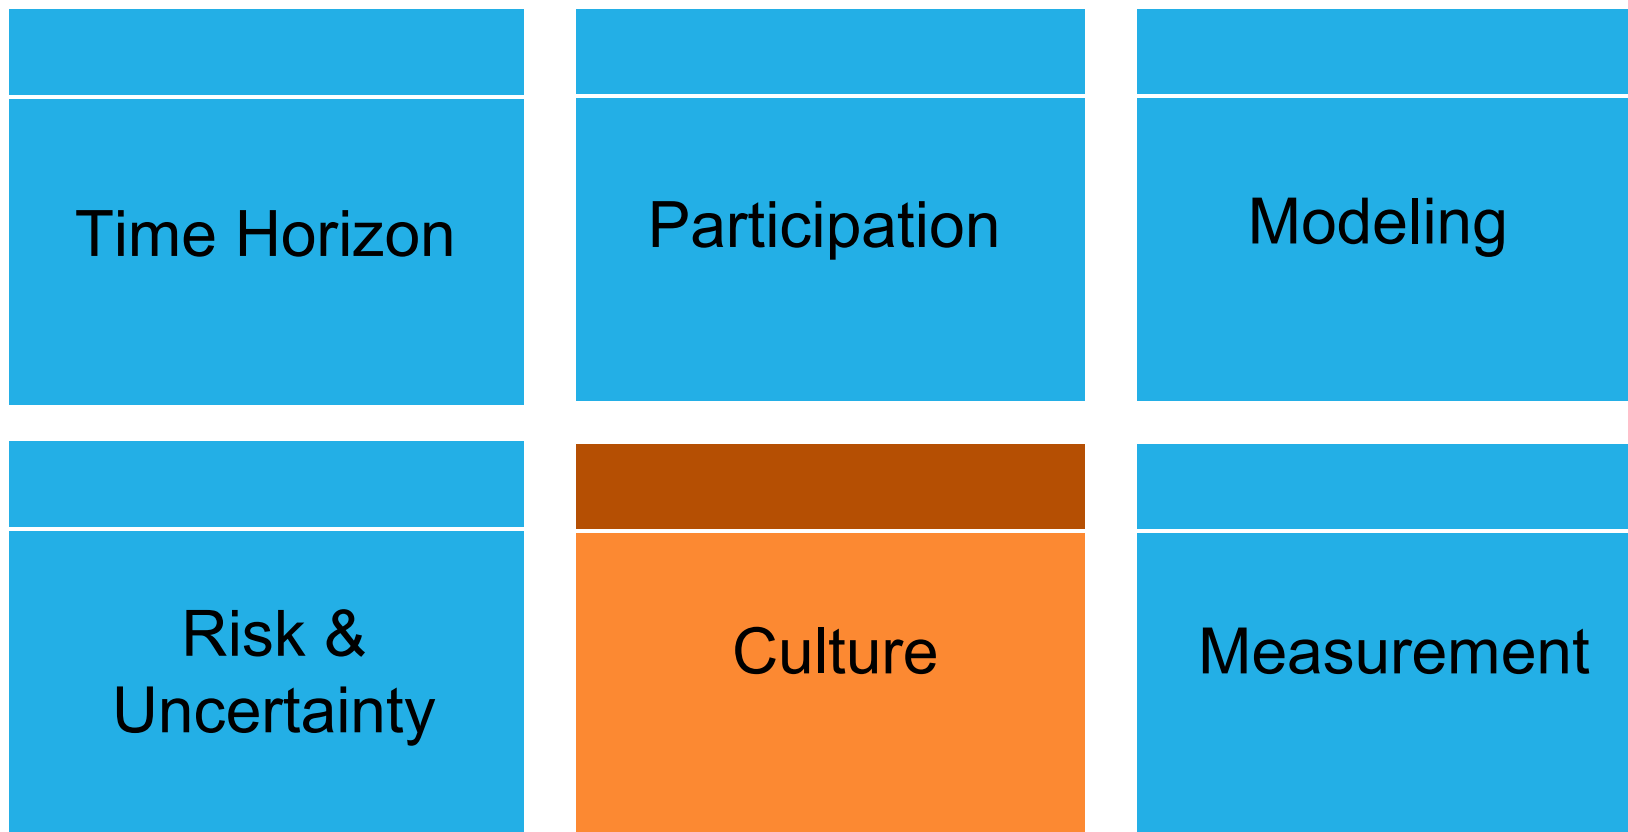 Time Horizon
Participation
Modeling
Risk &
Uncertainty
Culture
Measurement